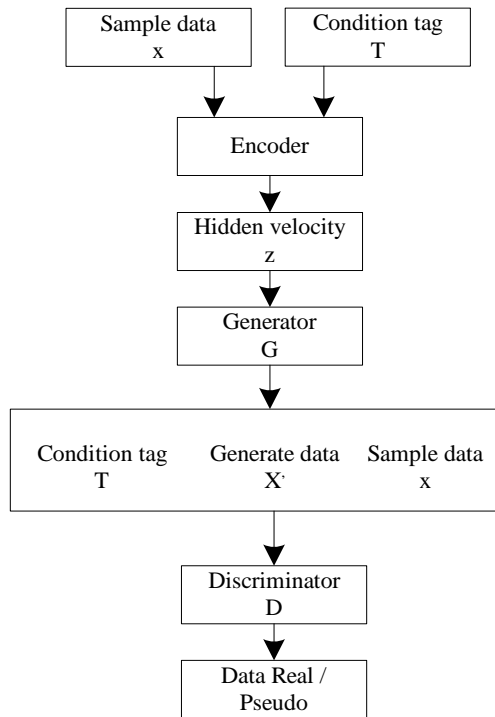 Sample data
x
Condition tag
T
Encoder
Hidden velocity
z
Generator
G
Condition tag
T
Generate data
X’
Sample data
x
Discriminator
D
Data Real /
Pseudo